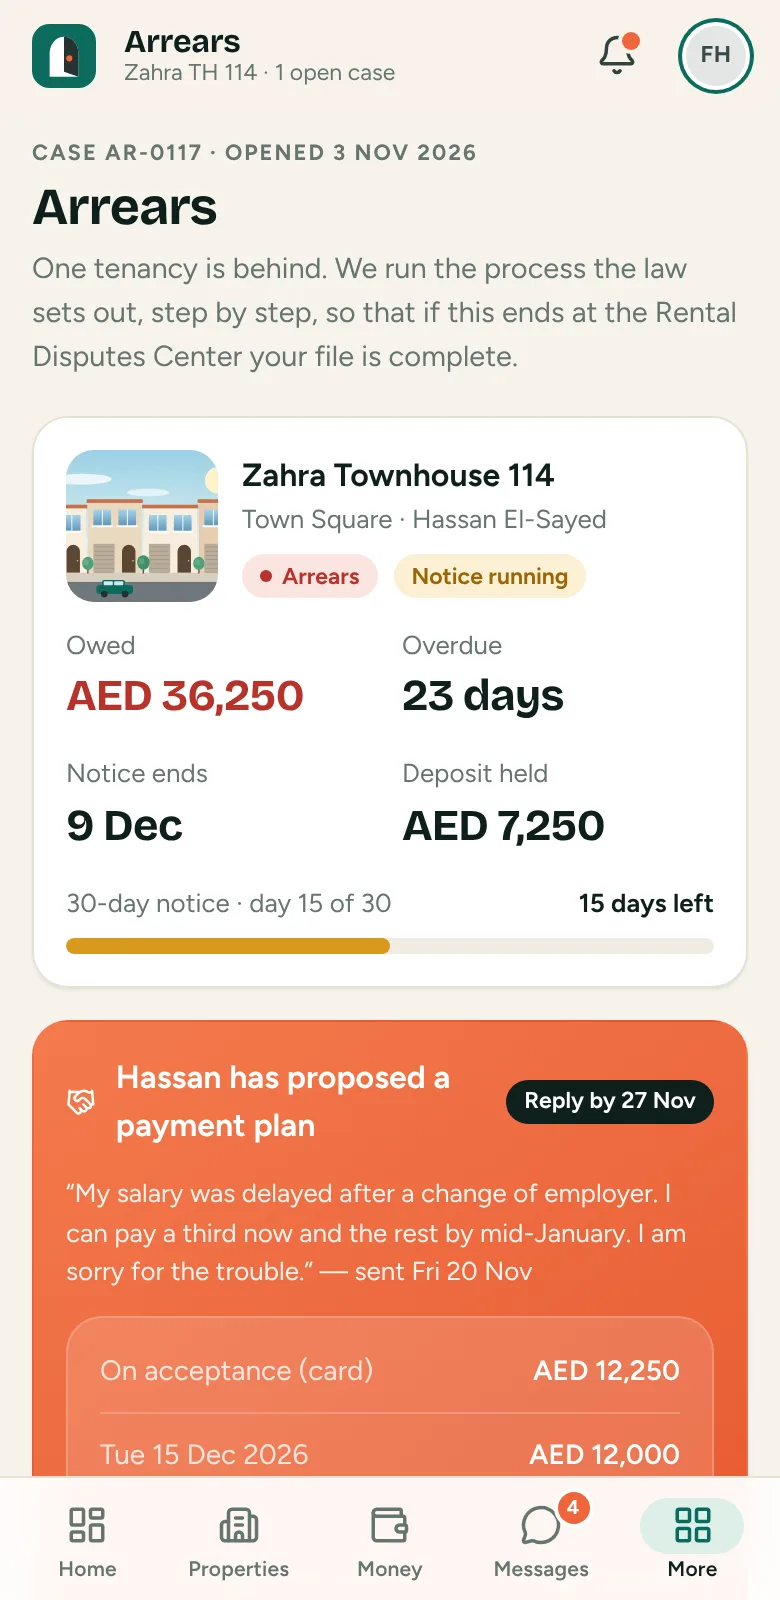 Arrears
Zahra TH 114 · 1 open case
FH
CASE AR-0117 · OPENED 3 NOV 2026
Arrears
One tenancy is behind. We run the process the law
sets out, step by step, so that if this ends at the Rental
Disputes Center your file is complete.
Zahra Townhouse 114
Town Square · Hassan El-Sayed
Arrears
Notice running
Owed
Overdue
AED 36,250
23 days
Notice ends
Deposit held
9 Dec
AED 7,250
30-day notice · day 15 of 30
15 days left
Hassan has proposed a
payment plan
Reply by 27 Nov
“My salary was delayed after a change of employer. I
can pay a third now and the rest by mid-January. I am
sorry for the trouble.” — sent Fri 20 Nov
On acceptance (card)
AED 12,250
Tue 15 Dec 2026
AED 12,000
4
Home
Properties
Money
Messages
More